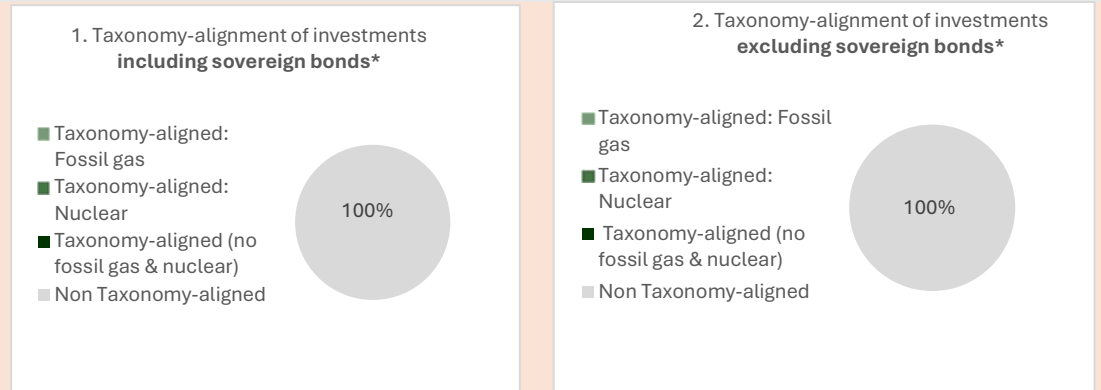 1. Taxonomy-alignment of investments
including sovereign bonds*
Taxonomy-aligned:
Fossil gas
Taxonomy-aligned:
Nuclear
Taxonomy-aligned (no
fossil gas & nuclear)
Non Taxonomy-aligned
100%
2. Taxonomy-alignment of investments
excluding sovereign bonds*
Taxonomy-aligned: Fossil
gas
Taxonomy-aligned:
Nuclear
Taxonomy-aligned (no
fossil gas & nuclear)
Non Taxonomy-aligned
100%